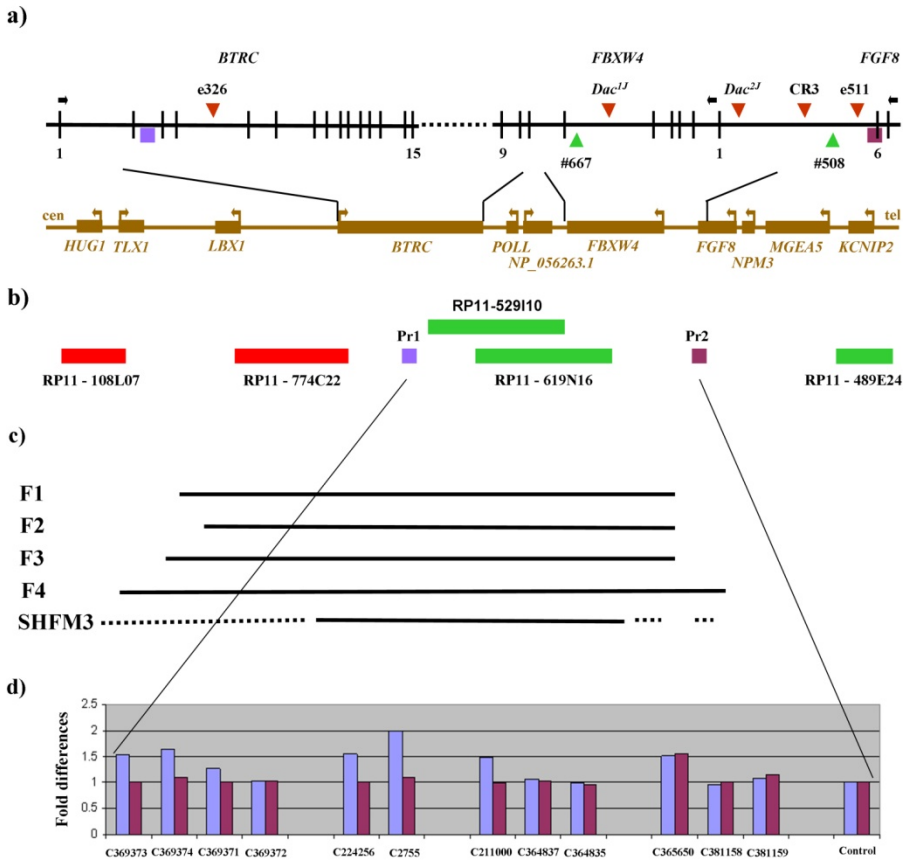 a)
BTRC FBXW4 FGF8
e326 Dac1J Dac2J CR3 e511
1 15 9 #667 1 #508 6
cen tel
HUG1 TLX1 LBX1 BTRC POLL NP_056263.1 FBXW4 FGF8 NPM3 MGEA5 KCNIP2
b)
RP11-529I10
Pr1 Pr2
RP11 - 108L07 RP11 - 774C22 RP11 - 619N16 RP11 - 489E24
c)
F1
F2
F3
F4
SHFM3
d)
Fold differences
2.5
2
1.5
1
0.5
0
C369373 C369374 C369371 C369372 C224256 C2755 C211000 C364837 C364835 C365650 C381158 C381159 Control